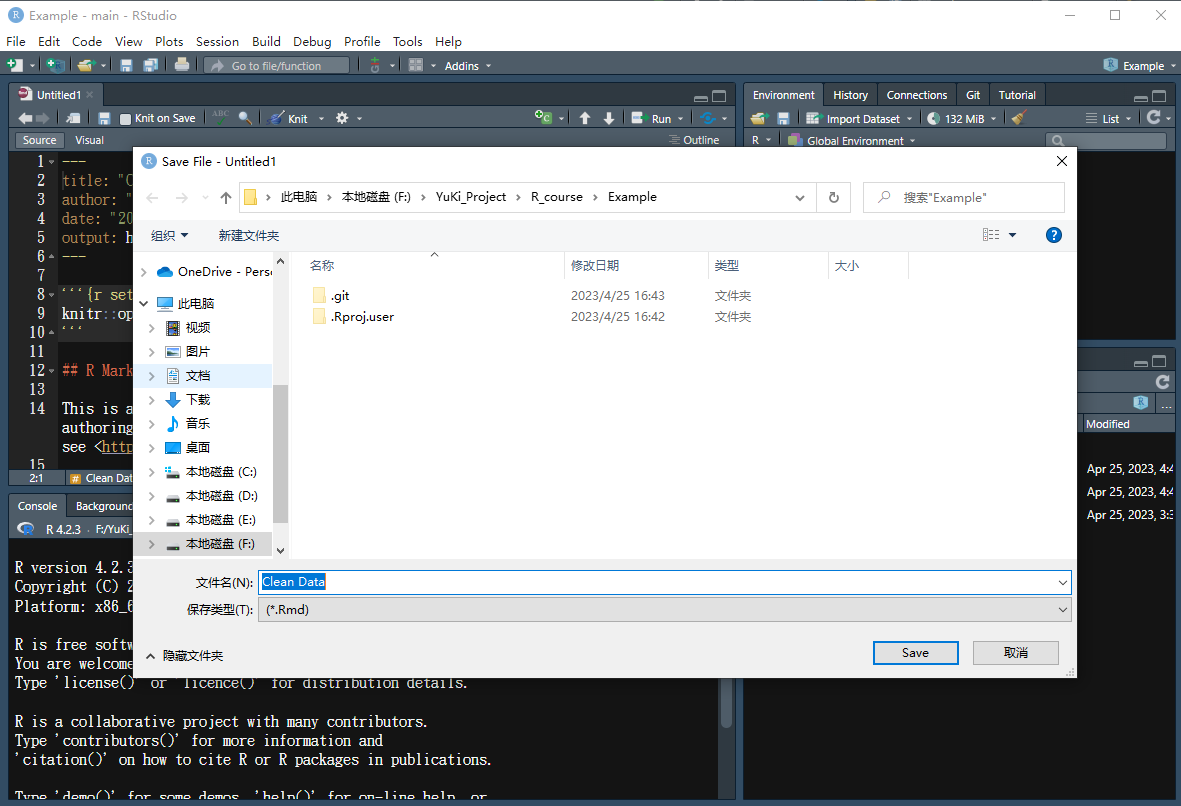 Example - main - RStudio
File Edit Code View Plots Session Build Debug Profile Tools Help
Go to file/function Addins Example
Untitled1
Knit on Save ABC Knit Run
Source Visual Outline
1 ---
2 title: "C
3 author: "
4 date: "20
5 output: h
6 ---
7
8 ```{r set
9 knitr::op
10 ```
11
12 ## R Mark
13
14 This is a
authoring
see <http
15
2:1 # Clean Dat
Console Background
R 4.2.3 · F:/YuKi_
R version 4.2.3
Copyright (C) 2
Platform: x86_6
R is free softw
You are welcome
Type 'license()' or 'licence()' for distribution details.
R is a collaborative project with many contributors.
Type 'contributors()' for more information and
'citation()' on how to cite R or R packages in publications.
Type 'demo()' for some demos, 'help()' for on-line help, or
Environment History Connections Git Tutorial
Import Dataset 132 MiB List
R Global Environment
Modified
Apr 25, 2023, 4:4
Apr 25, 2023, 4:4
Apr 25, 2023, 3:3
Save File - Untitled1
此电脑 › 本地磁盘 (F:) › YuKi_Project › R_course › Example
搜索"Example"
组织 新建文件夹
OneDrive - Pers
此电脑
视频
图片
文档
下载
音乐
桌面
本地磁盘 (C:)
本地磁盘 (D:)
本地磁盘 (E:)
本地磁盘 (F:)
名称 修改日期 类型 大小
.git 2023/4/25 16:43 文件夹
.Rproj.user 2023/4/25 16:42 文件夹
文件名(N): Clean Data
保存类型(T): (*.Rmd)
隐藏文件夹 Save 取消